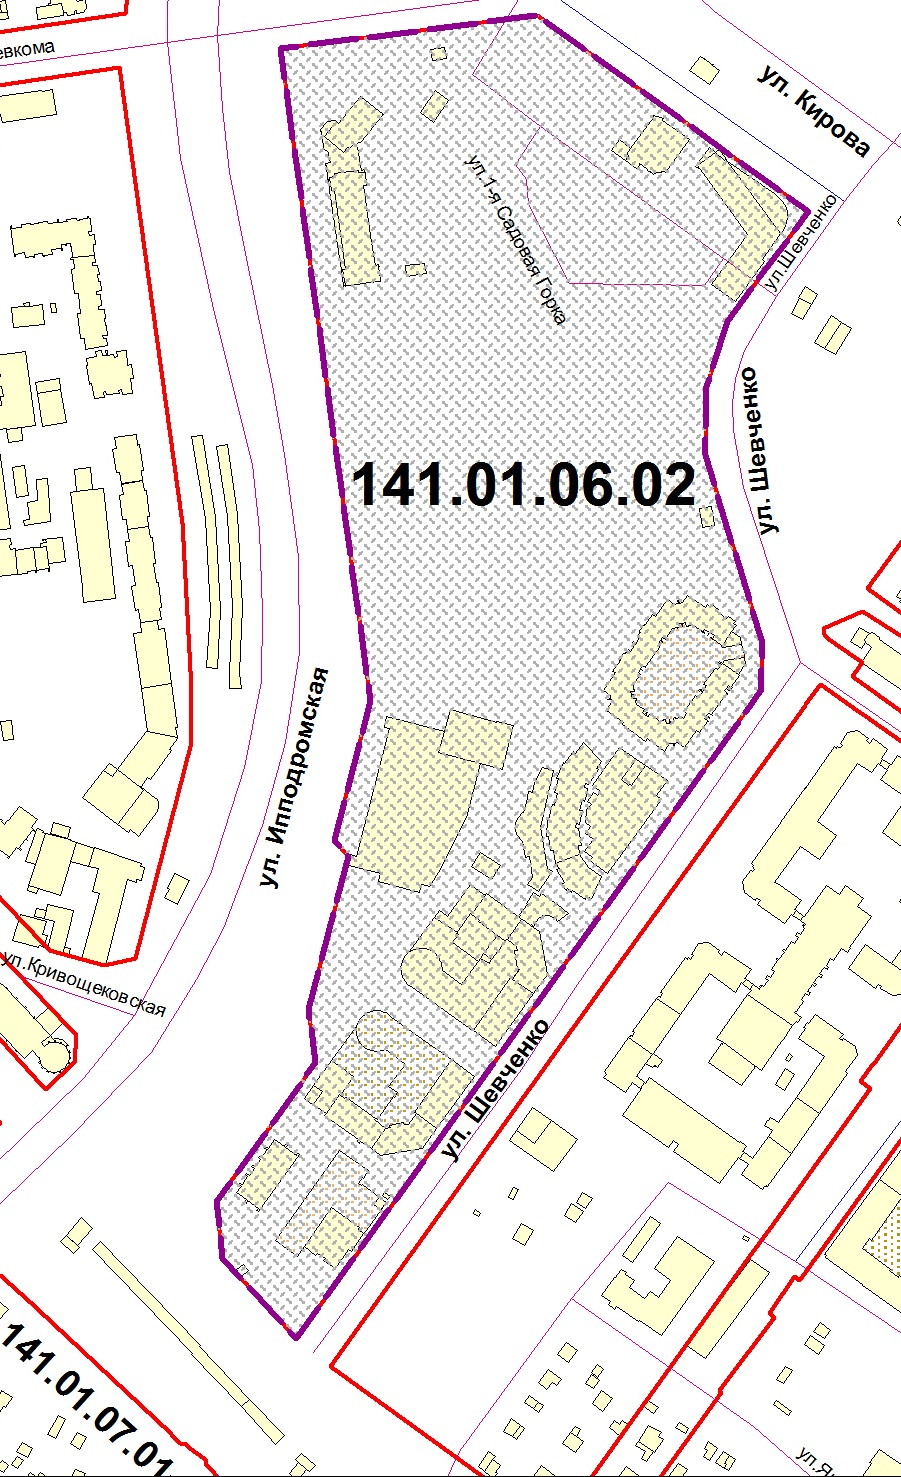 евкома
ул. Кирова
ул.1-я Садовая Горка
ул.Шевченко
ул. Шевченко
141.01.06.02
ул. Ипподромская
ул.Кривощековская
ул. Шевченко
141.01.07.01
ул.Я